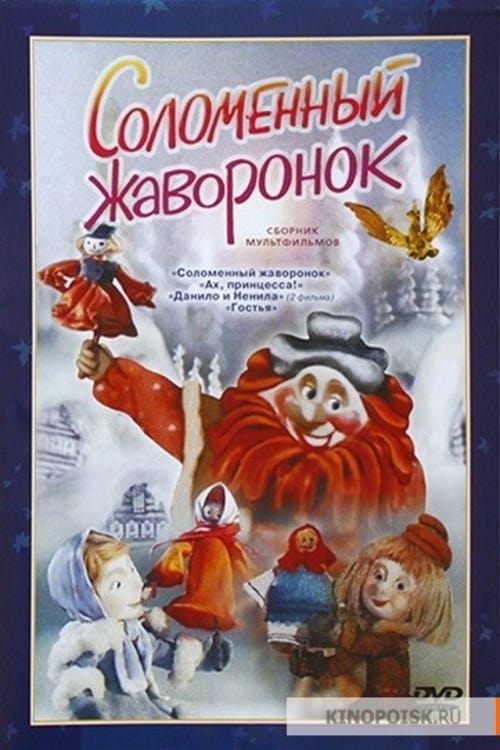 Соломенный
жаворонок
СБОРНИК
МУЛЬТФИЛЬМОВ
«Соломенный жаворонок»
«Ах, принцесса!»
«Данило и Ненила» (2 фильма)
«Гостья»
DVD
KINOPOISK.RU